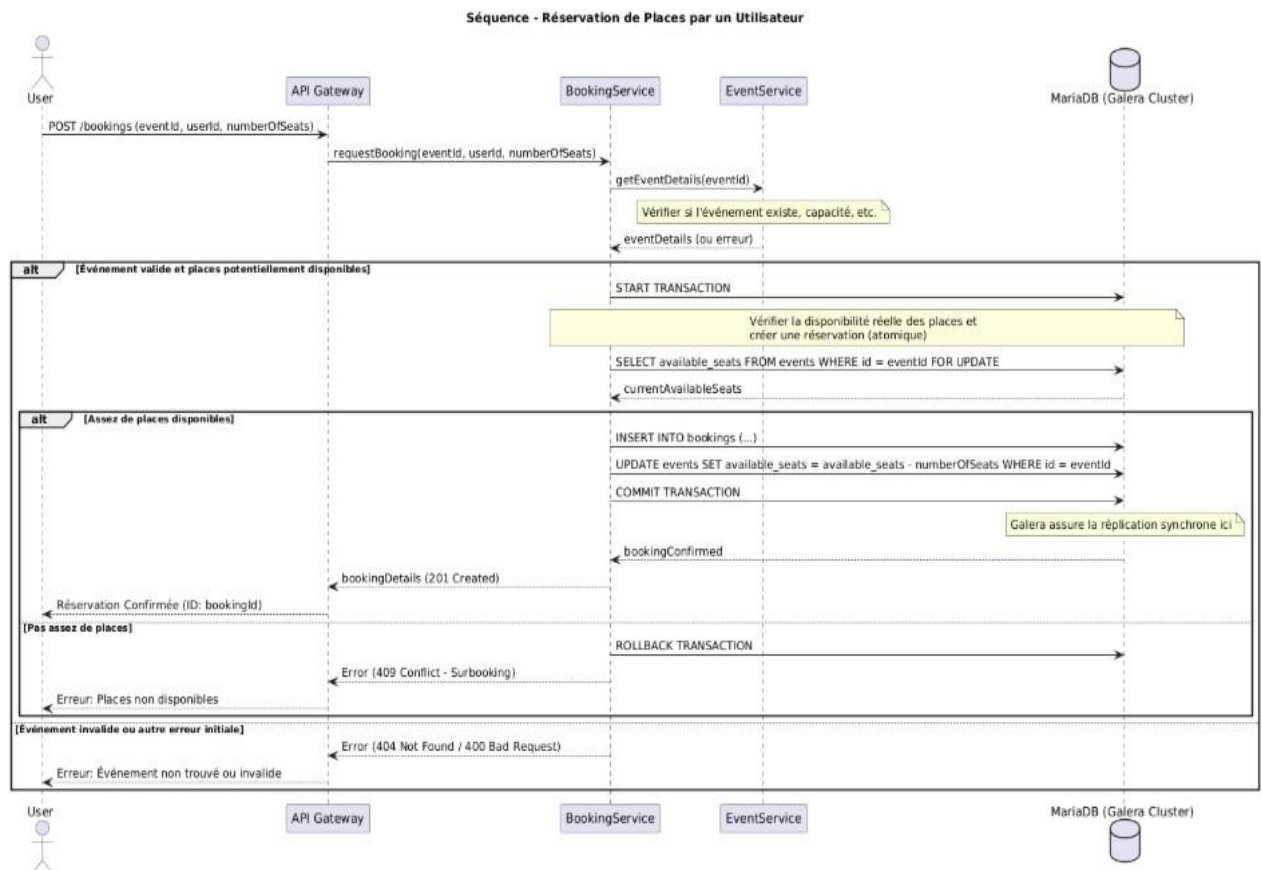 Séquence - Réservation de Places par un Utilisateur
User
API Gateway
BookingService
EventService
MariaDB (Galera Cluster)
POST /bookings (eventId, userId, numberOfSeats)
requestBooking(eventId, userId, numberOfSeats)
getEventDetails(eventId)
Vérifier si l'événement existe, capacité, etc.
eventDetails (ou erreur)
alt [Événement valide et places potentiellement disponibles]
START TRANSACTION
Vérifier la disponibilité réelle des places et
créer une réservation (atomique)
SELECT available_seats FROM events WHERE id = eventId FOR UPDATE
currentAvailableSeats
alt [Assez de places disponibles]
INSERT INTO bookings (...)
UPDATE events SET available_seats = available_seats - numberOfSeats WHERE id = eventId
COMMIT TRANSACTION
Galera assure la réplication synchrone ici
bookingConfirmed
bookingDetails (201 Created)
Réservation Confirmée (ID: bookingId)
[Pas assez de places]
ROLLBACK TRANSACTION
Error (409 Conflict - Surbooking)
Erreur: Places non disponibles
[Événement invalide ou autre erreur initiale]
Error (404 Not Found / 400 Bad Request)
Erreur: Événement non trouvé ou invalide
User
API Gateway
BookingService
EventService
MariaDB (Galera Cluster)